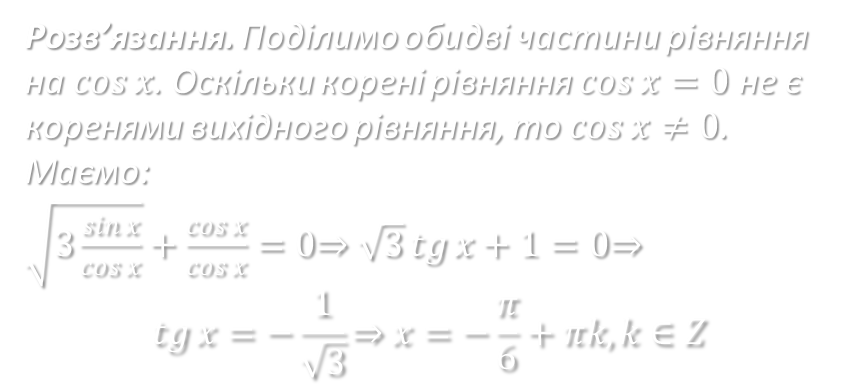 Розв’язання. Поділимо обидві частини рівняння
на cos x. Оскільки корені рівняння cos x = 0 не є
коренями вихідного рівняння, то cos x ≠ 0.
Маємо:
√(3 sin x / cos x) + cos x / cos x = 0⇒ √3 tg x + 1 = 0⇒
tg x = − 1/√3 ⇒ x = − π/6 + πk, k ∈ Z